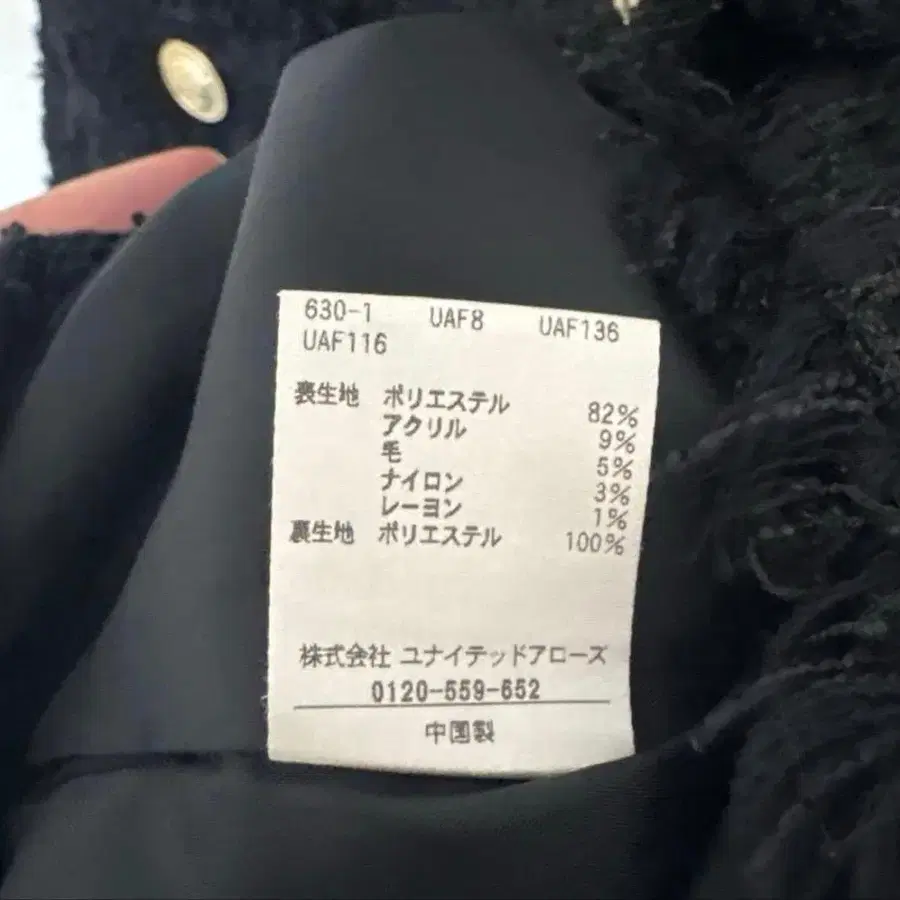 630-1 UAF8 UAF136
UAF116
表生地 ポリエステル 82%
アクリル 9%
毛 5%
ナイロン 3%
レーヨン 1%
裏生地 ポリエステル 100%
株式会社 ユナイテッドアローズ
0120-559-652
中国製